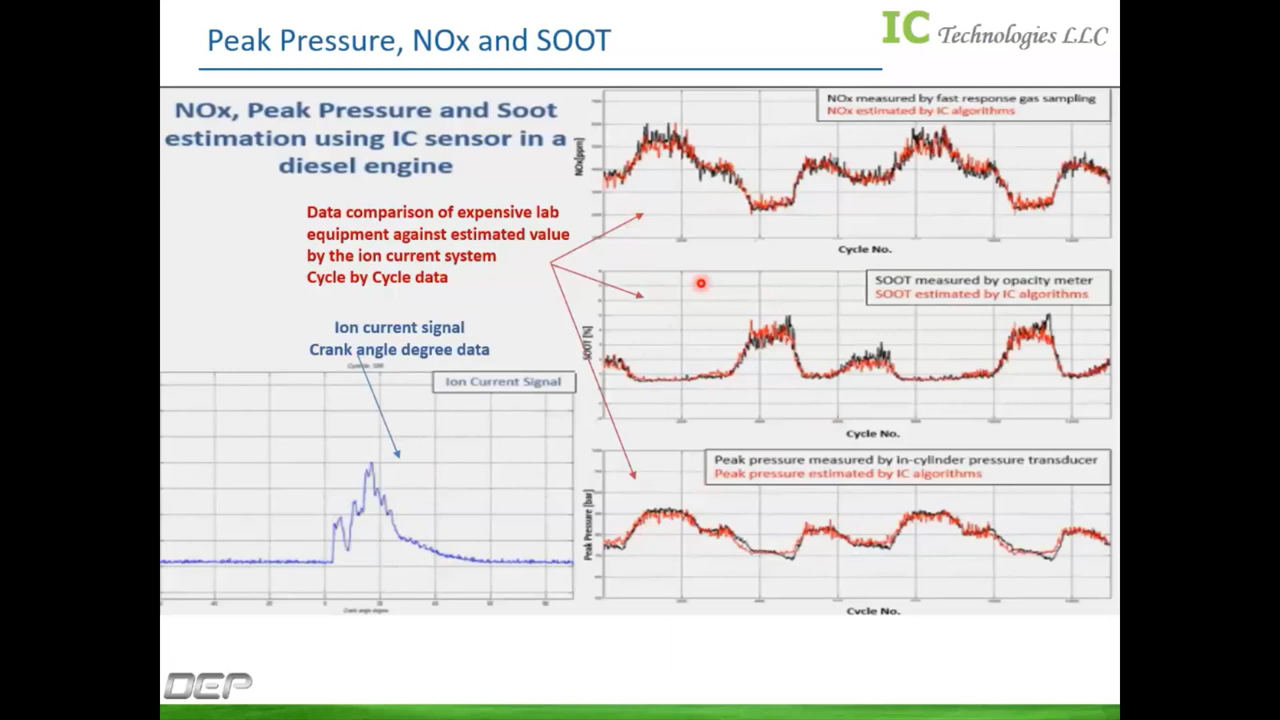 Peak Pressure, NOx and SOOT
IC Technologies LLC
NOx, Peak Pressure and Soot
estimation using IC sensor in a
diesel engine
Data comparison of expensive lab
equipment against estimated value
by the ion current system
Cycle by Cycle data
Ion current signal
Crank angle degree data
Ion Current Signal
Crank angle degree
NOx measured by fast response gas sampling
NOx estimated by IC algorithms
NOx[ppm]
Cycle No.
SOOT measured by opacity meter
SOOT estimated by IC algorithms
SOOT [%]
Cycle No.
Peak pressure measured by in-cylinder pressure transducer
Peak pressure estimated by IC algorithms
Peak Pressure [bar]
Cycle No.
DEP